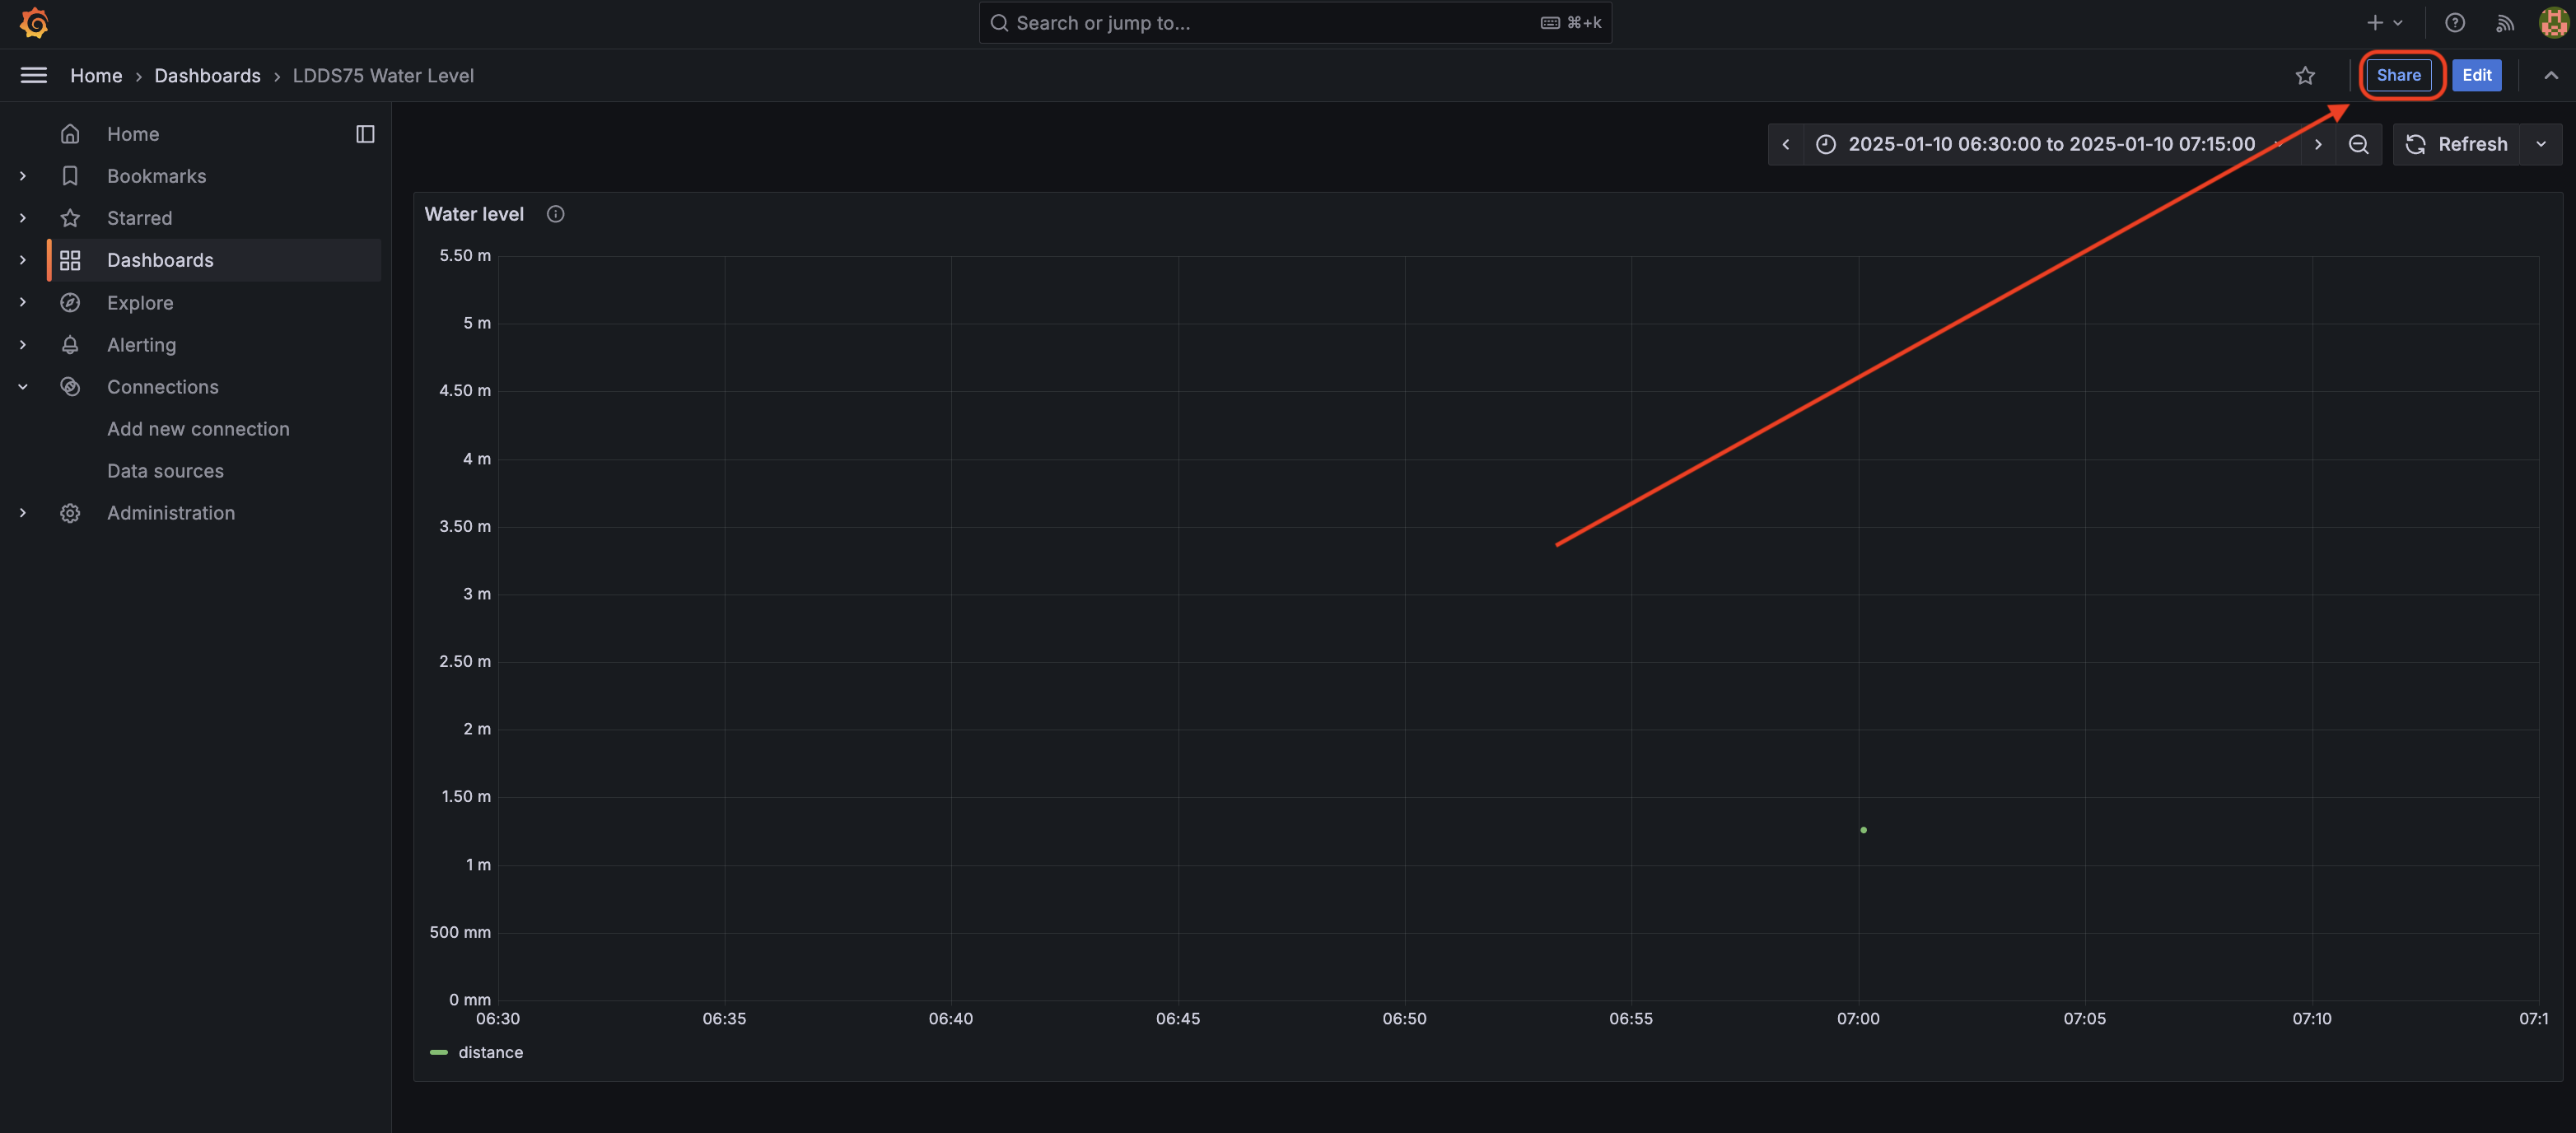 Search or jump to... ⌘+k
Home › Dashboards › LDDS75 Water Level
Share
Edit
Home
Bookmarks
Starred
Dashboards
Explore
Alerting
Connections
Add new connection
Data sources
Administration
2025-01-10 06:30:00 to 2025-01-10 07:15:00
Refresh
Water level
5.50 m
5 m
4.50 m
4 m
3.50 m
3 m
2.50 m
2 m
1.50 m
1 m
500 mm
0 mm
06:30 06:35 06:40 06:45 06:50 06:55 07:00 07:05 07:10 07:1
distance